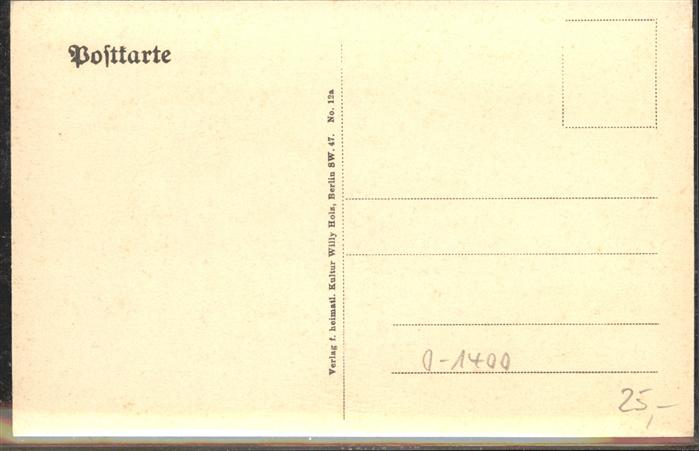 Poſtkarte
Verlag f. heimatl. Kultur Willy Holz, Berlin SW. 47. No. 12a
0-1400
25,-